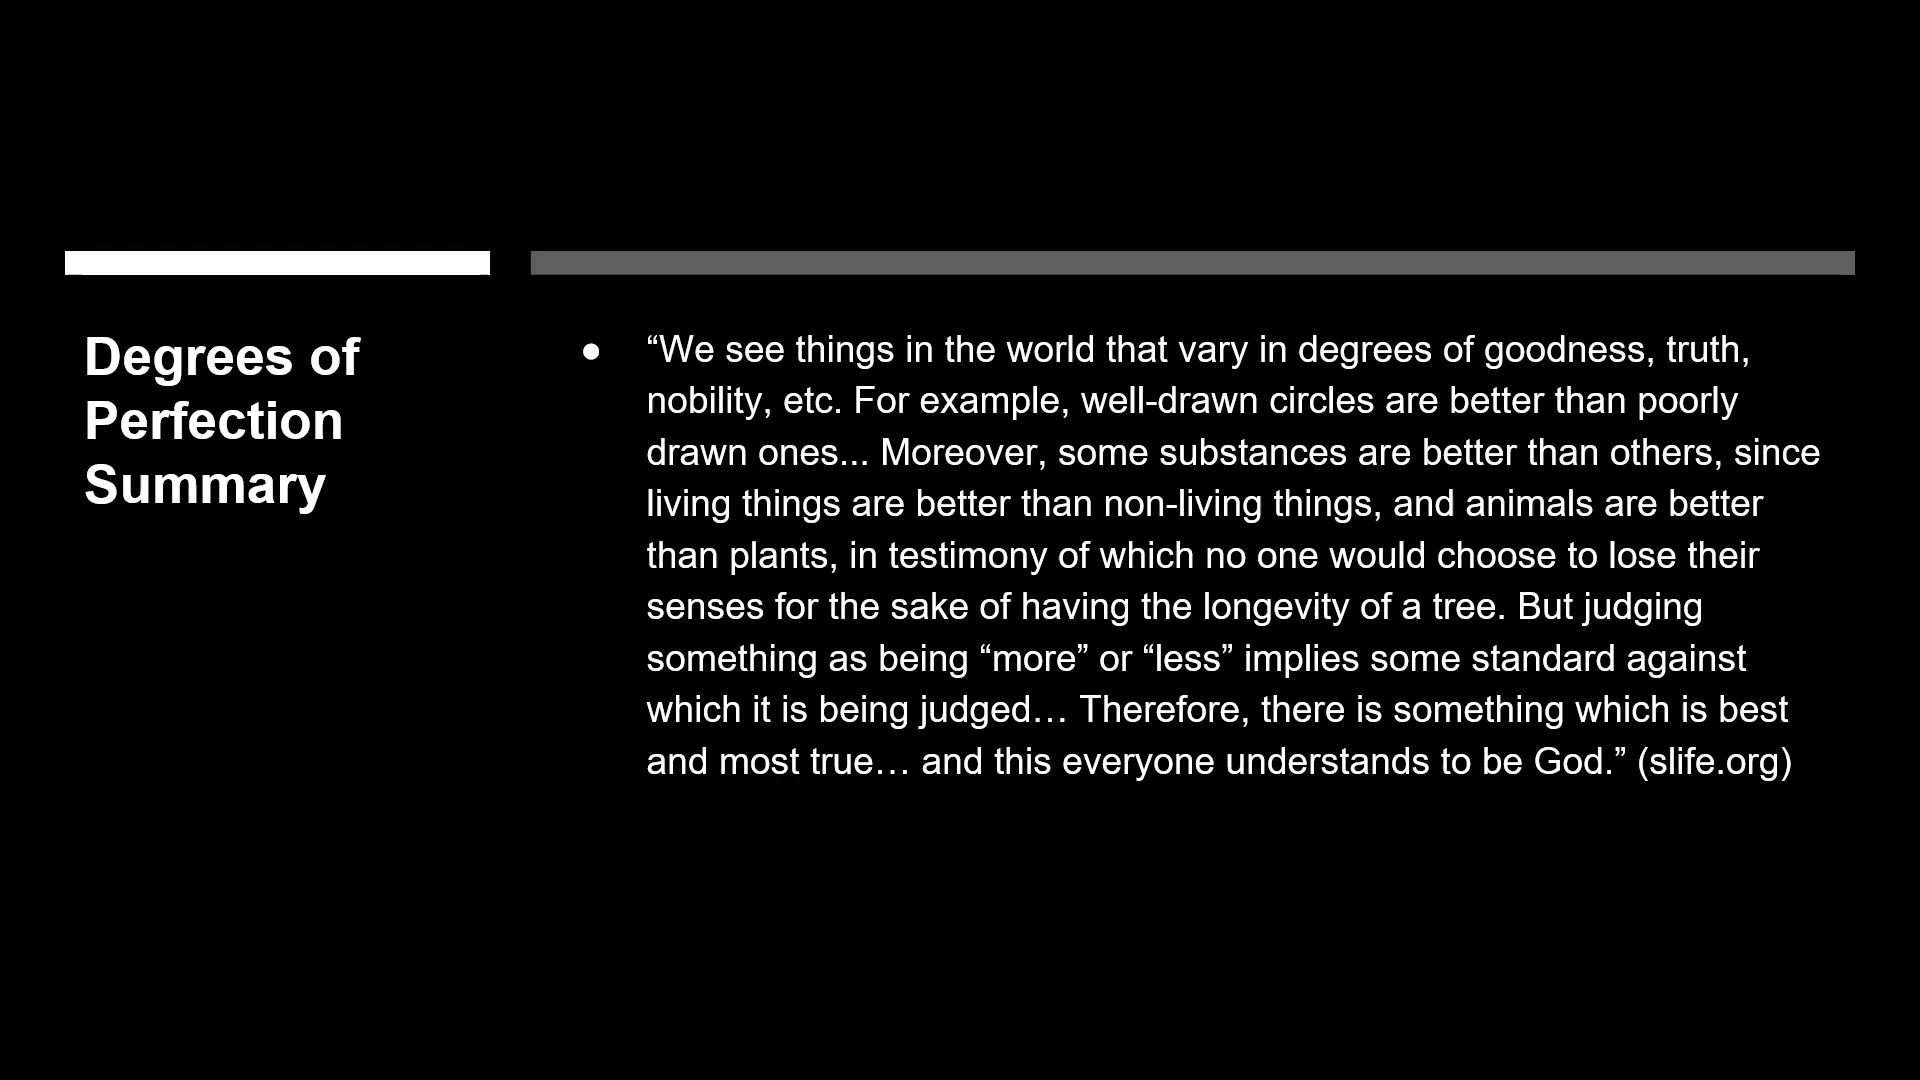 Degrees of
Perfection
Summary
● “We see things in the world that vary in degrees of goodness, truth,
nobility, etc. For example, well-drawn circles are better than poorly
drawn ones... Moreover, some substances are better than others, since
living things are better than non-living things, and animals are better
than plants, in testimony of which no one would choose to lose their
senses for the sake of having the longevity of a tree. But judging
something as being “more” or “less” implies some standard against
which it is being judged… Therefore, there is something which is best
and most true… and this everyone understands to be God.” (slife.org)